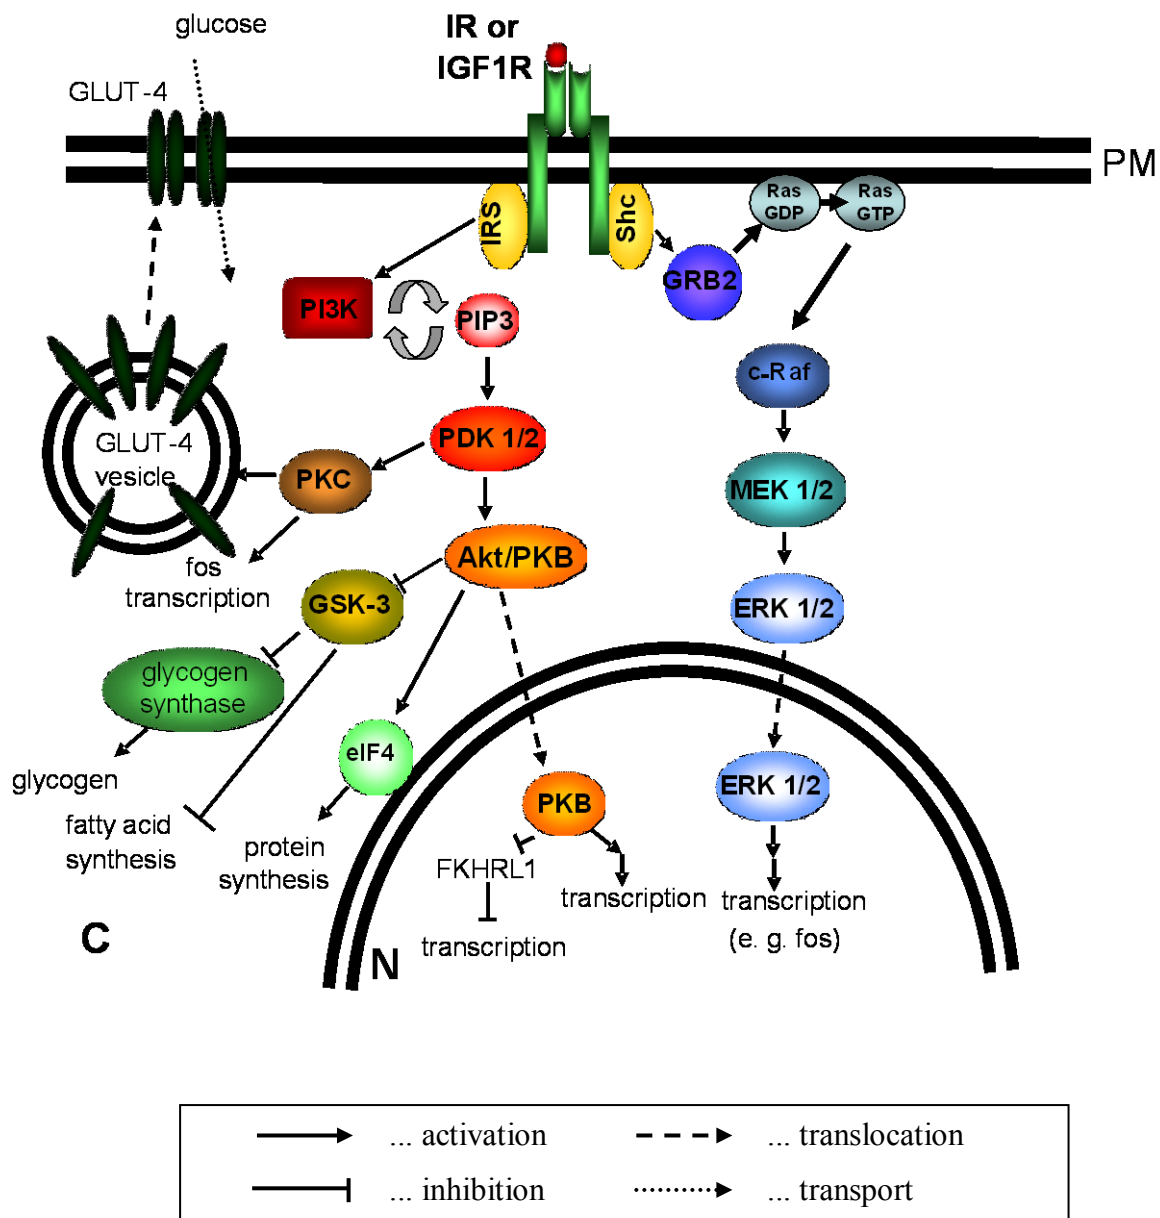 glucose
IR or
IGF1R
GLUT-4
PM
IRS
Shc
Ras
GDP
Ras
GTP
GRB2
PI3K
PIP3
c-Raf
PDK 1/2
GLUT-4
vesicle
PKC
MEK 1/2
Akt/PKB
fos
transcription
GSK-3
ERK 1/2
glycogen
synthase
eIF4
glycogen
ERK 1/2
PKB
fatty acid
synthesis
protein
synthesis
FKHRL1
transcription
transcription
(e. g. fos)
transcription
C
N
... activation
... translocation
... inhibition
... transport